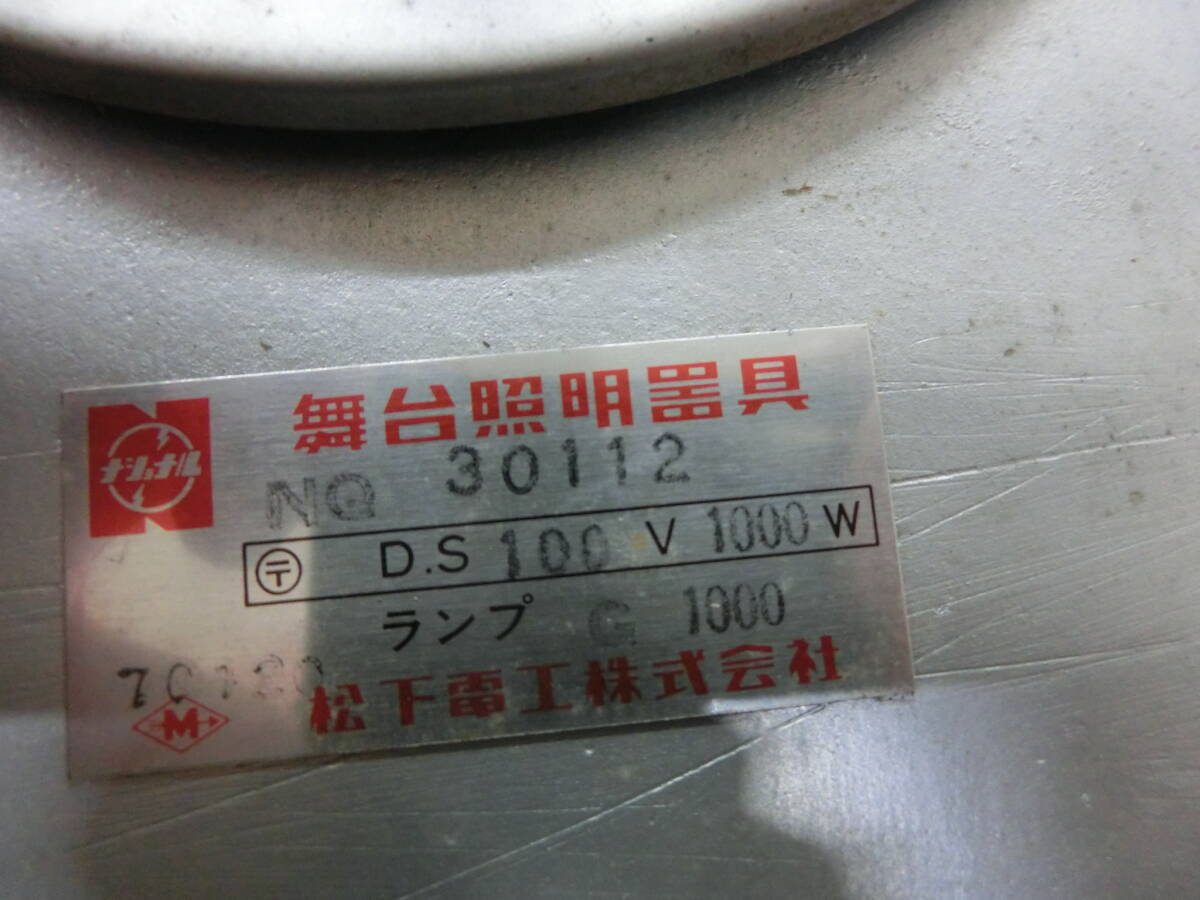 舞台照明器具
ナショナル
NQ 30112
〒 D.S 100 V 1000 W
ランプ G 1000
M
松下電工株式会社